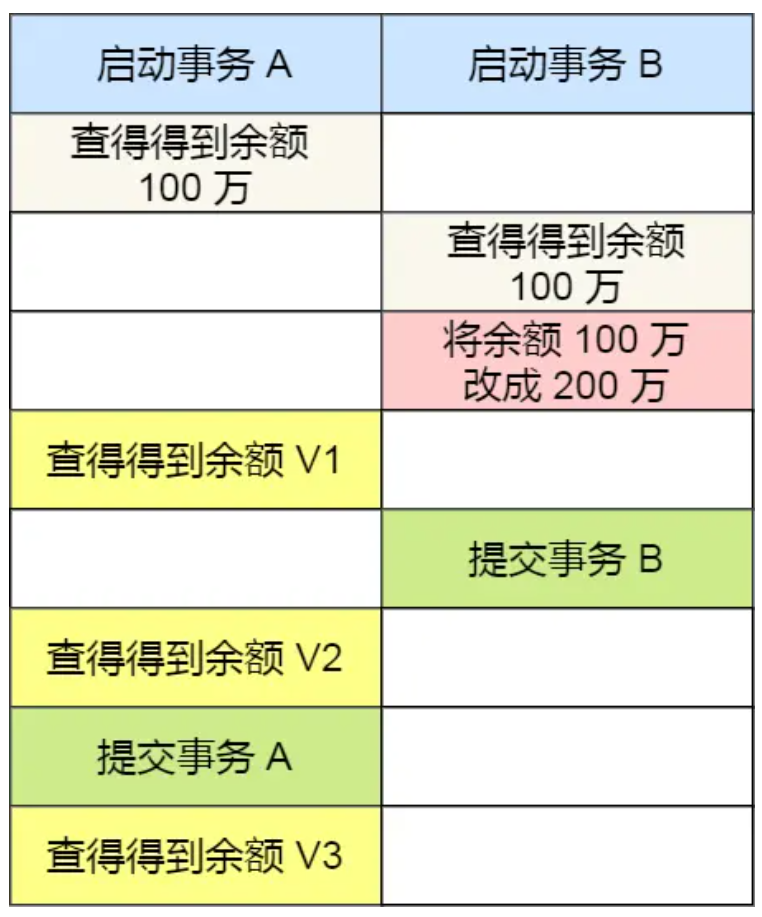 启动事务 A
启动事务 B
查得得到余额
100 万
查得得到余额
100 万
将余额 100 万
改成 200 万
查得得到余额 V1
提交事务 B
查得得到余额 V2
提交事务 A
查得得到余额 V3